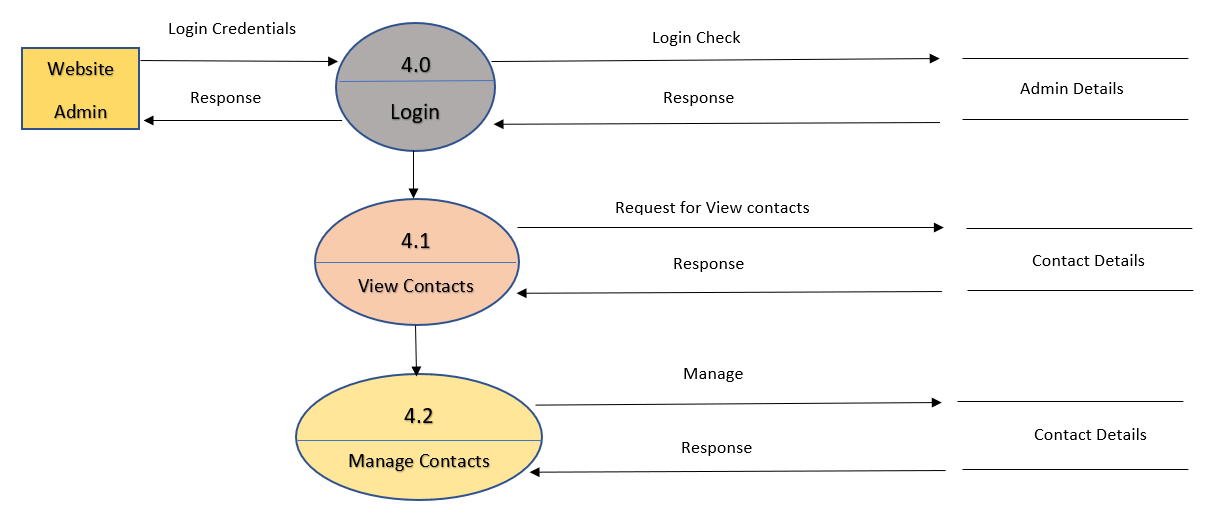 Login Credentials
Login Check
Website
Admin
4.0
Login
Response
Response
Admin Details
Request for View contacts
4.1
View Contacts
Response
Contact Details
Manage
4.2
Manage Contacts
Response
Contact Details